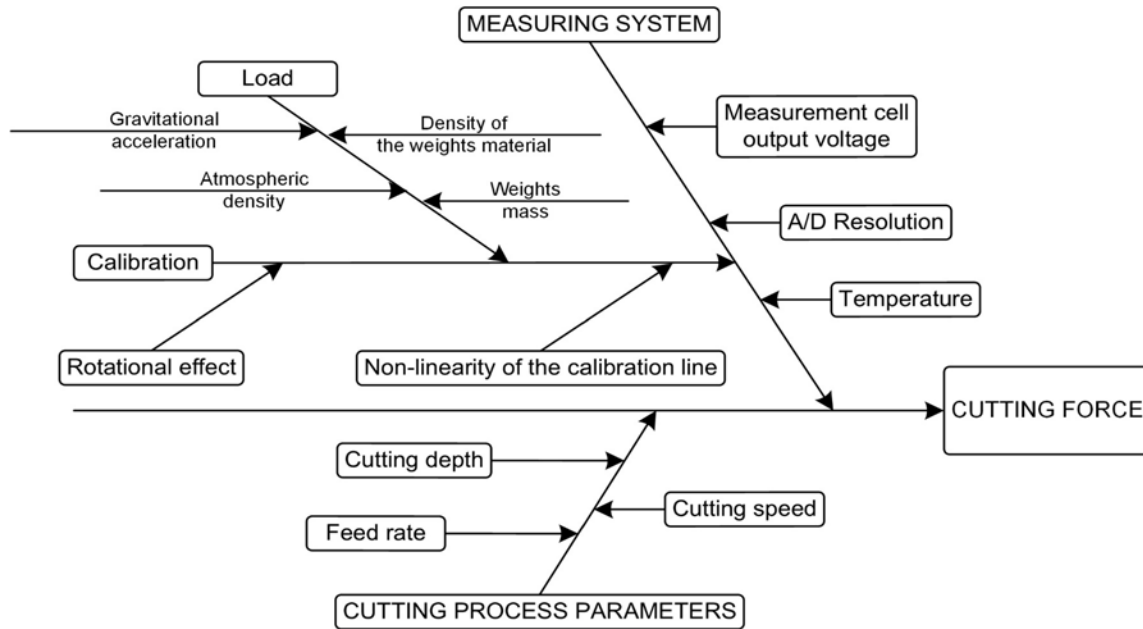 MEASURING SYSTEM
Load
Gravitational
acceleration
Density of
the weights material
Measurement cell
output voltage
Atmospheric
density
Weights
mass
A/D Resolution
Calibration
Temperature
Rotational effect
Non-linearity of the calibration line
CUTTING FORCE
Cutting depth
Cutting speed
Feed rate
CUTTING PROCESS PARAMETERS